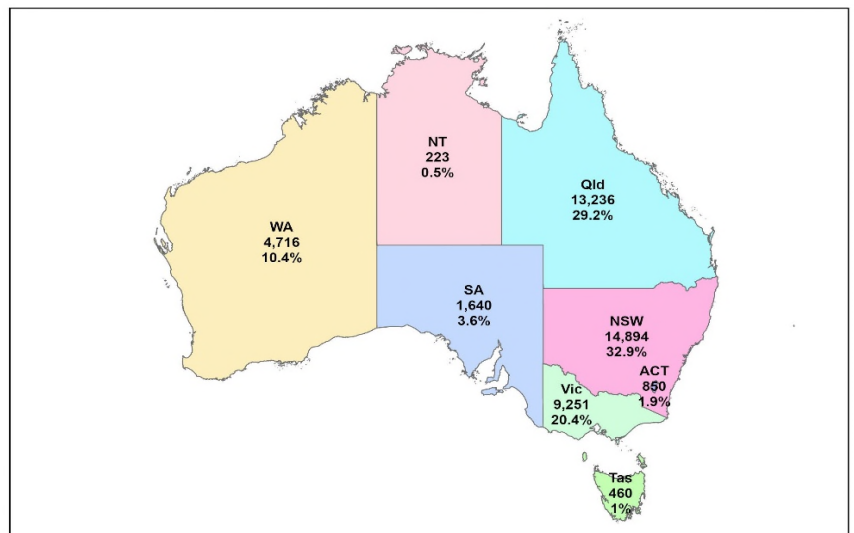 NT
223
0.5%
Qld
13,236
29.2%
WA
4,716
10.4%
SA
1,640
3.6%
NSW
14,894
32.9%
ACT
850
1.9%
Vic
9,251
20.4%
Tas
460
1%